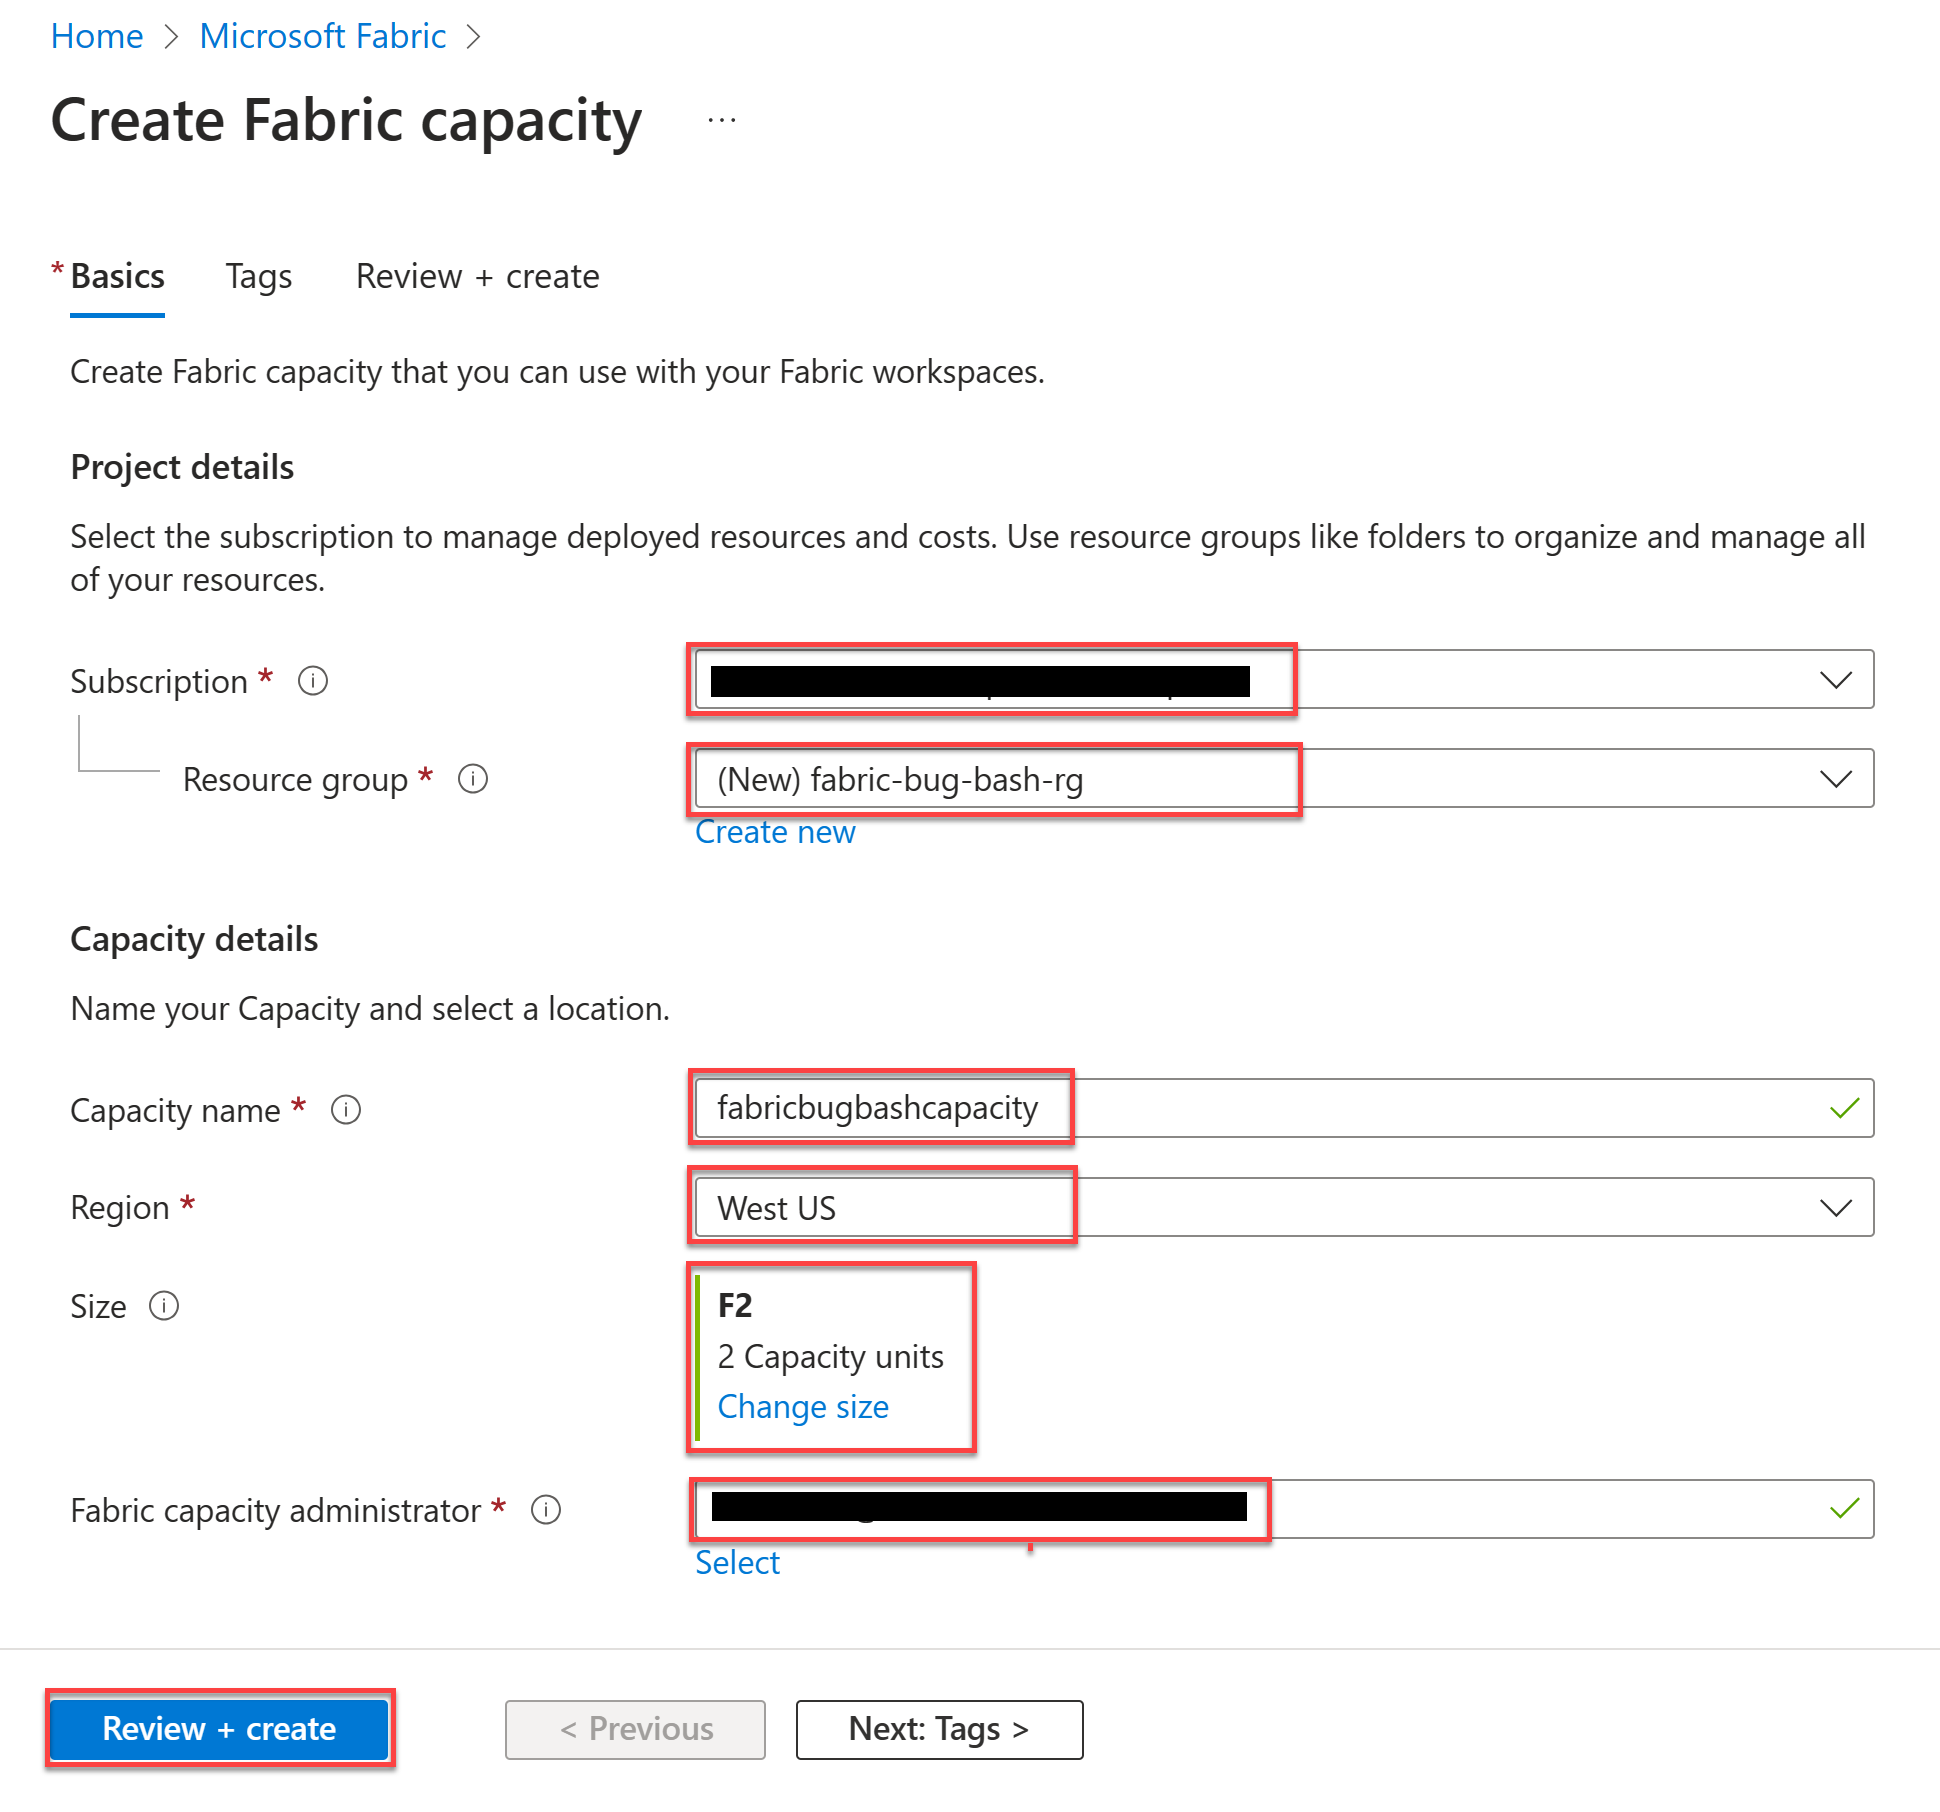 Home > Microsoft Fabric >
Create Fabric capacity ...
* Basics Tags Review + create
Create Fabric capacity that you can use with your Fabric workspaces.
Project details
Select the subscription to manage deployed resources and costs. Use resource groups like folders to organize and manage all
of your resources.
Subscription *
Resource group * (New) fabric-bug-bash-rg
Create new
Capacity details
Name your Capacity and select a location.
Capacity name * fabricbugbashcapacity
Region * West US
Size F2
2 Capacity units
Change size
Fabric capacity administrator *
Select
Review + create < Previous Next: Tags >